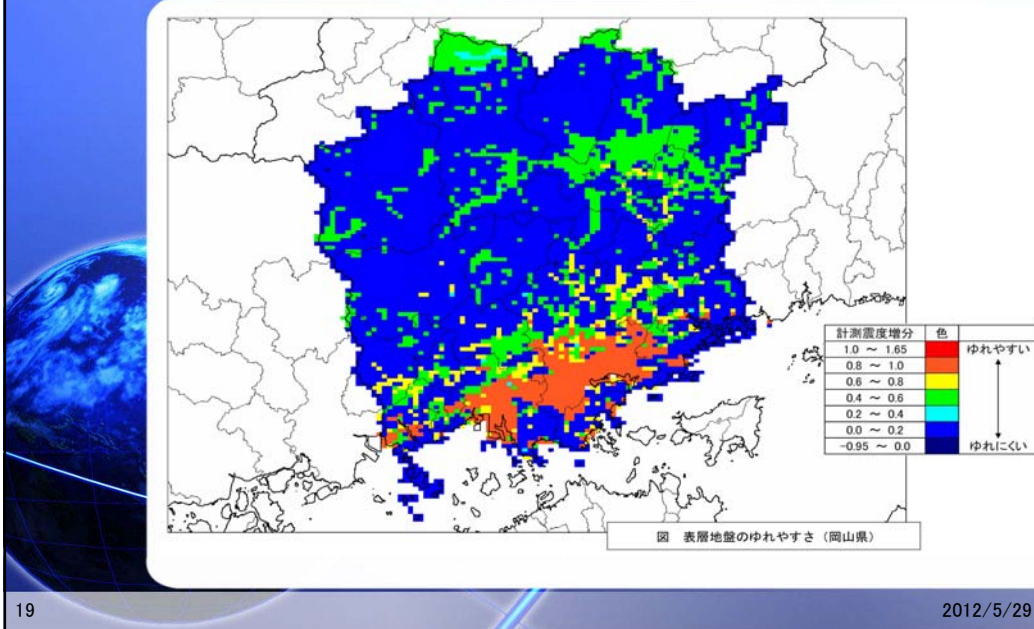 計測震度増分 色
1.0 ～ 1.65 ゆれやすい
0.8 ～ 1.0
0.6 ～ 0.8
0.4 ～ 0.6
0.2 ～ 0.4
0.0 ～ 0.2
-0.95 ～ 0.0 ゆれにくい
図 表層地盤のゆれやすさ（岡山県）
19 2012/5/29